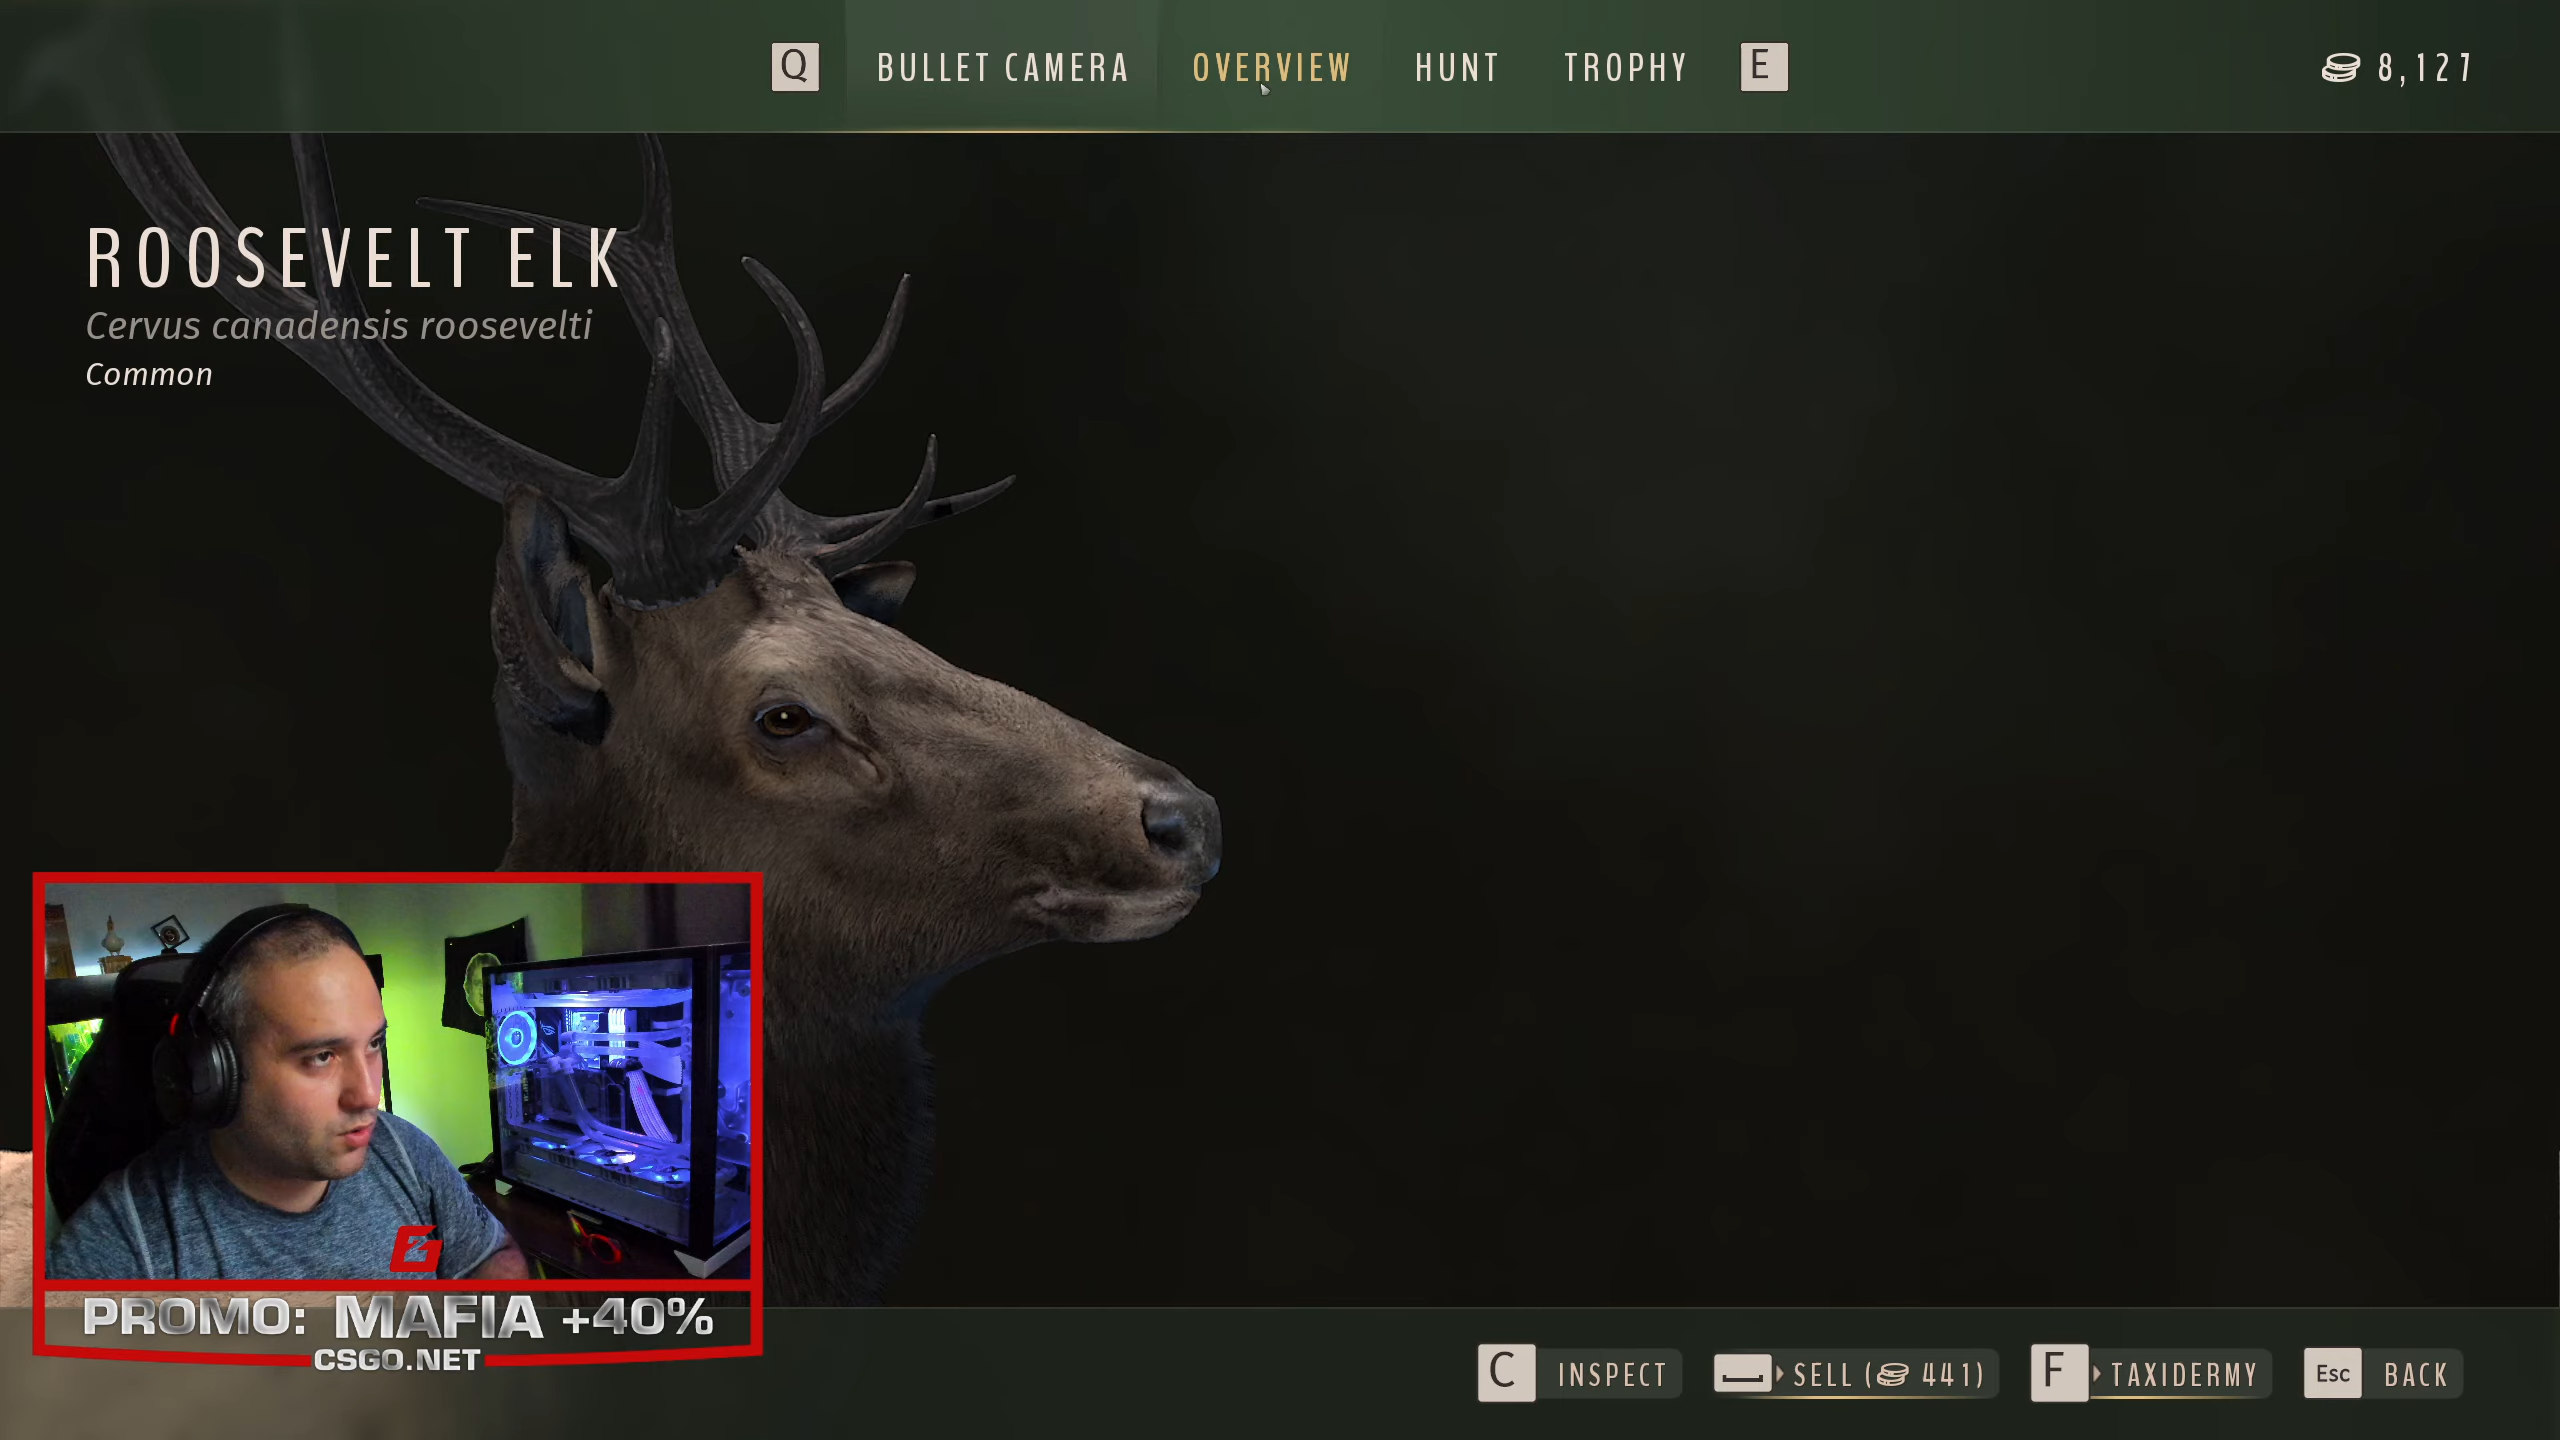 Q BULLET CAMERA OVERVIEW HUNT TROPHY E 8,127
ROOSEVELT ELK
Cervus canadensis roosevelti
Common
PROMO: MAFIA +40%
CSGO.NET
C INSPECT SELL (441) F TAXIDERMY Esc BACK